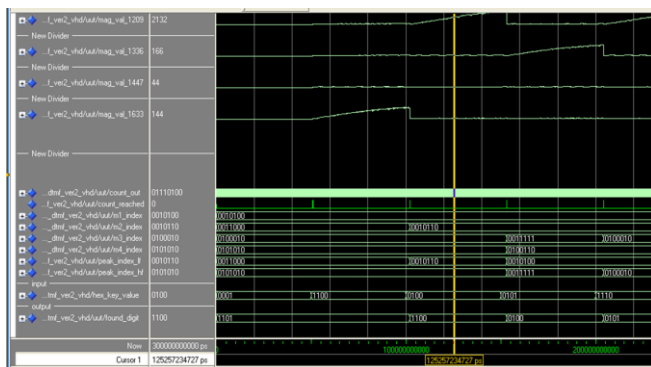 ...f_ver2_vhd/uut/mag_val_1209 2132
New Divider
...f_ver2_vhd/uut/mag_val_1336 166
New Divider
...f_ver2_vhd/uut/mag_val_1447 44
New Divider
...f_ver2_vhd/uut/mag_val_1633 144
New Divider
...dtmf_ver2_vhd/uut/count_out 01110100
...f_ver2_vhd/uut/count_reached 0
..._dtmf_ver2_vhd/uut/m1_index 0010100 0010100
..._dtmf_ver2_vhd/uut/m2_index 0010110 0011000 0010110
..._dtmf_ver2_vhd/uut/m3_index 0100010 0100010 0011111 0100010
..._dtmf_ver2_vhd/uut/m4_index 0101010 0101010 0100110
...f_ver2_vhd/uut/peak_index_lf 0010110 0011000 0010110 0010100
...f_ver2_vhd/uut/peak_index_hf 0101010 0101010 0011111 0100010
input
...tmf_ver2_vhd/hex_key_value 0100 0001 1100 0100 0101 1110
output
...tmf_ver2_vhd/uut/found_digit 1100 1101 1100 0100 0101
Now 300000000000 ps 0 100000000000 200000000000
Cursor 1 125257234727 ps 125257234727 ps